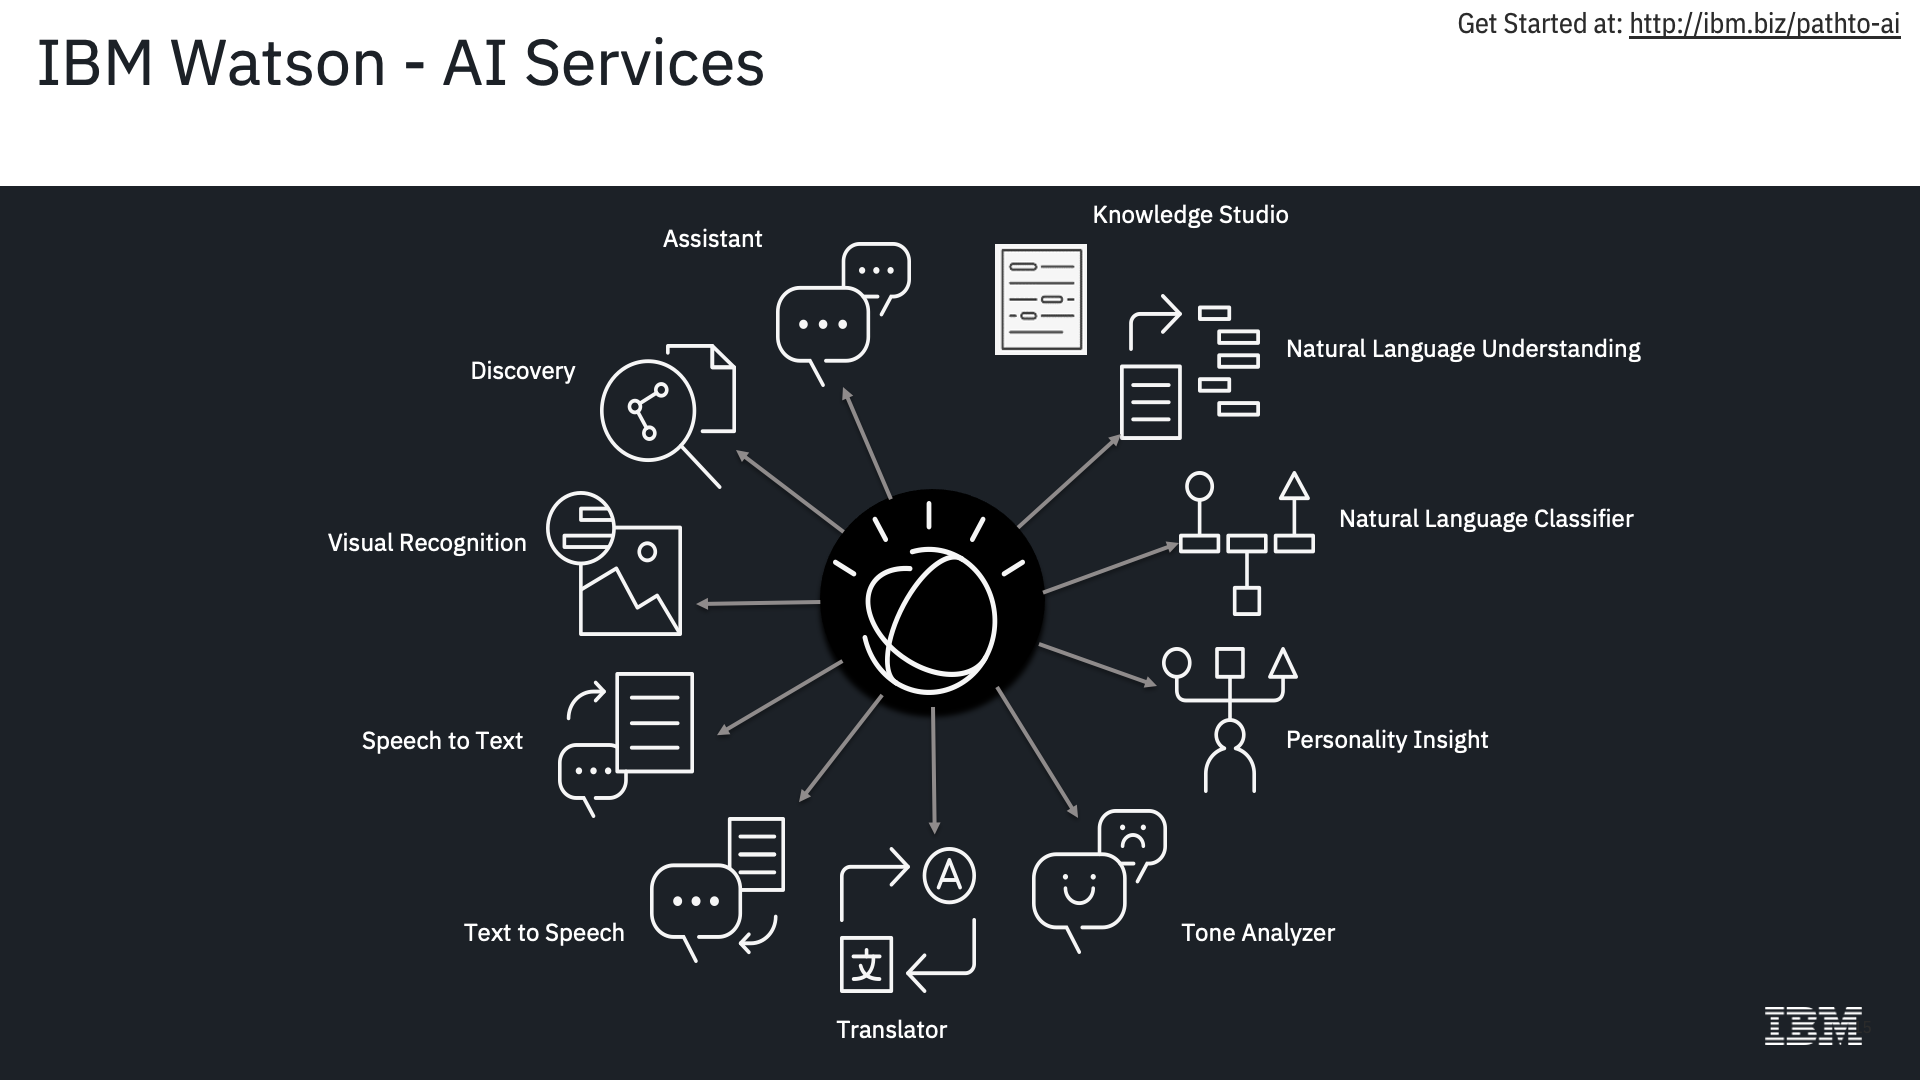 Get Started at: http://ibm.biz/pathto-ai
IBM Watson - AI Services
Knowledge Studio
Assistant
Natural Language Understanding
Discovery
Natural Language Classifier
Visual Recognition
Personality Insight
Speech to Text
A
Text to Speech
Tone Analyzer
文
Translator
IBM
5